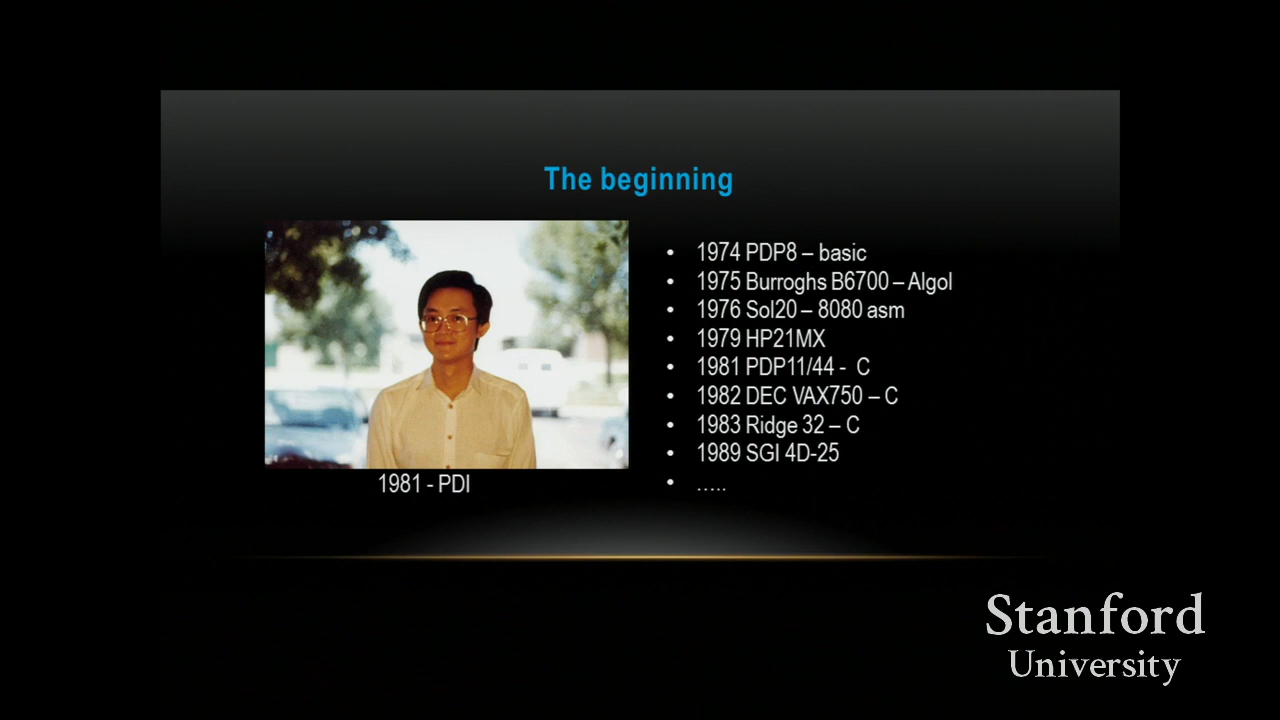 The beginning
• 1974 PDP8 – basic
• 1975 Burroghs B6700 – Algol
• 1976 Sol20 – 8080 asm
• 1979 HP21MX
• 1981 PDP11/44 - C
• 1982 DEC VAX750 – C
• 1983 Ridge 32 – C
• 1989 SGI 4D-25
• …..
1981 - PDI
Stanford
University